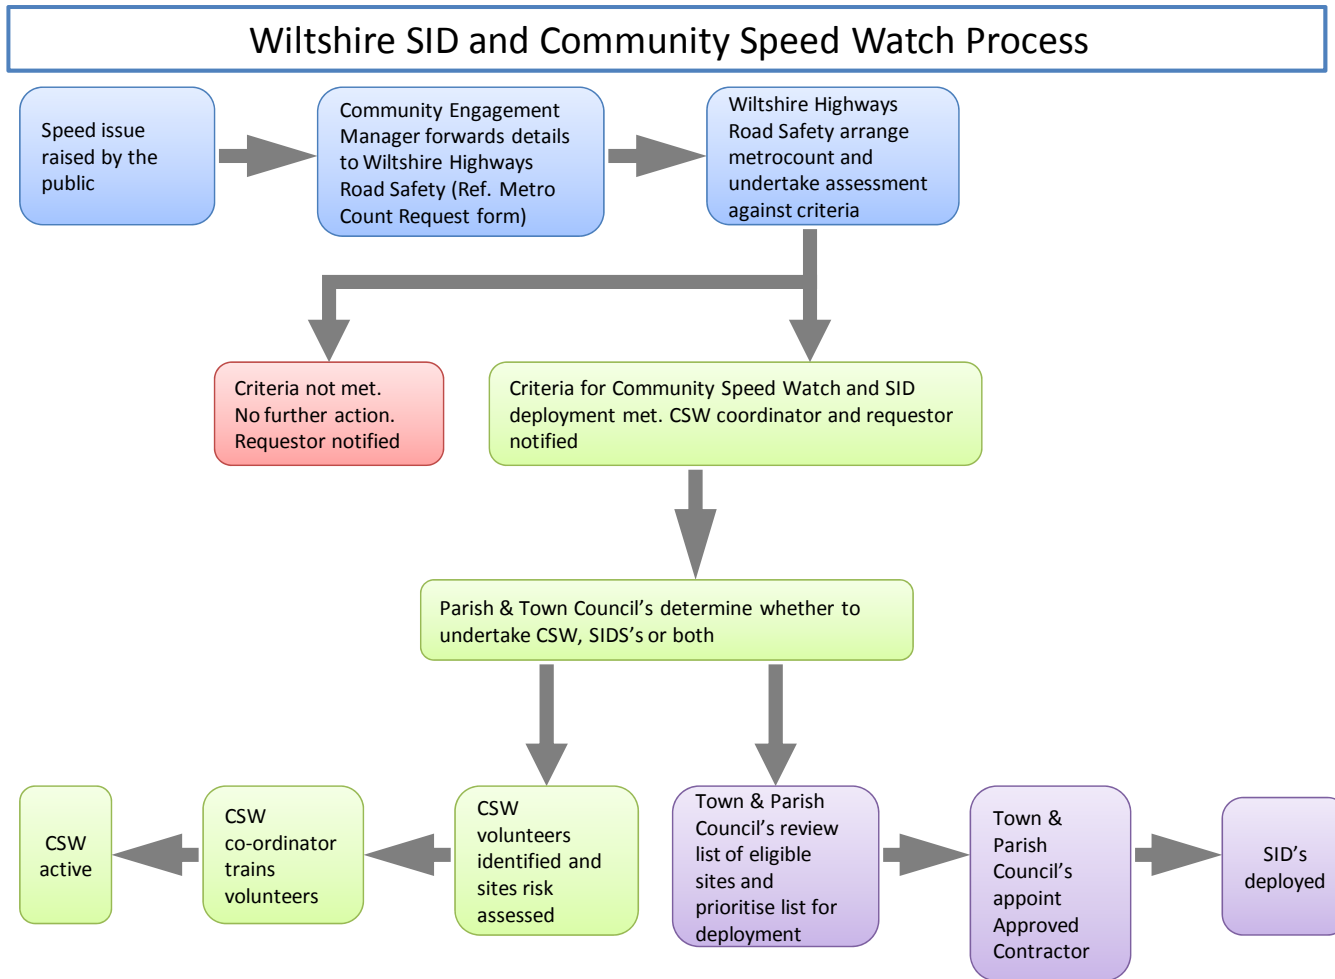 Wiltshire SID and Community Speed Watch Process
Speed issue
raised by the
public
Community Engagement
Manager forwards details
to Wiltshire Highways
Road Safety (Ref. Metro
Count Request form)
Wiltshire Highways
Road Safety arrange
metrocount and
undertake assessment
against criteria
Criteria not met.
No further action.
Requestor notified
Criteria for Community Speed Watch and SID
deployment met. CSW coordinator and requestor
notified
Parish & Town Council’s determine whether to
undertake CSW, SIDS’s or both
CSW
active
CSW
co-ordinator
trains
volunteers
CSW
volunteers
identified and
sites risk
assessed
Town & Parish
Council’s review
list of eligible
sites and
prioritise list for
deployment
Town &
Parish
Council’s
appoint
Approved
Contractor
SID’s
deployed